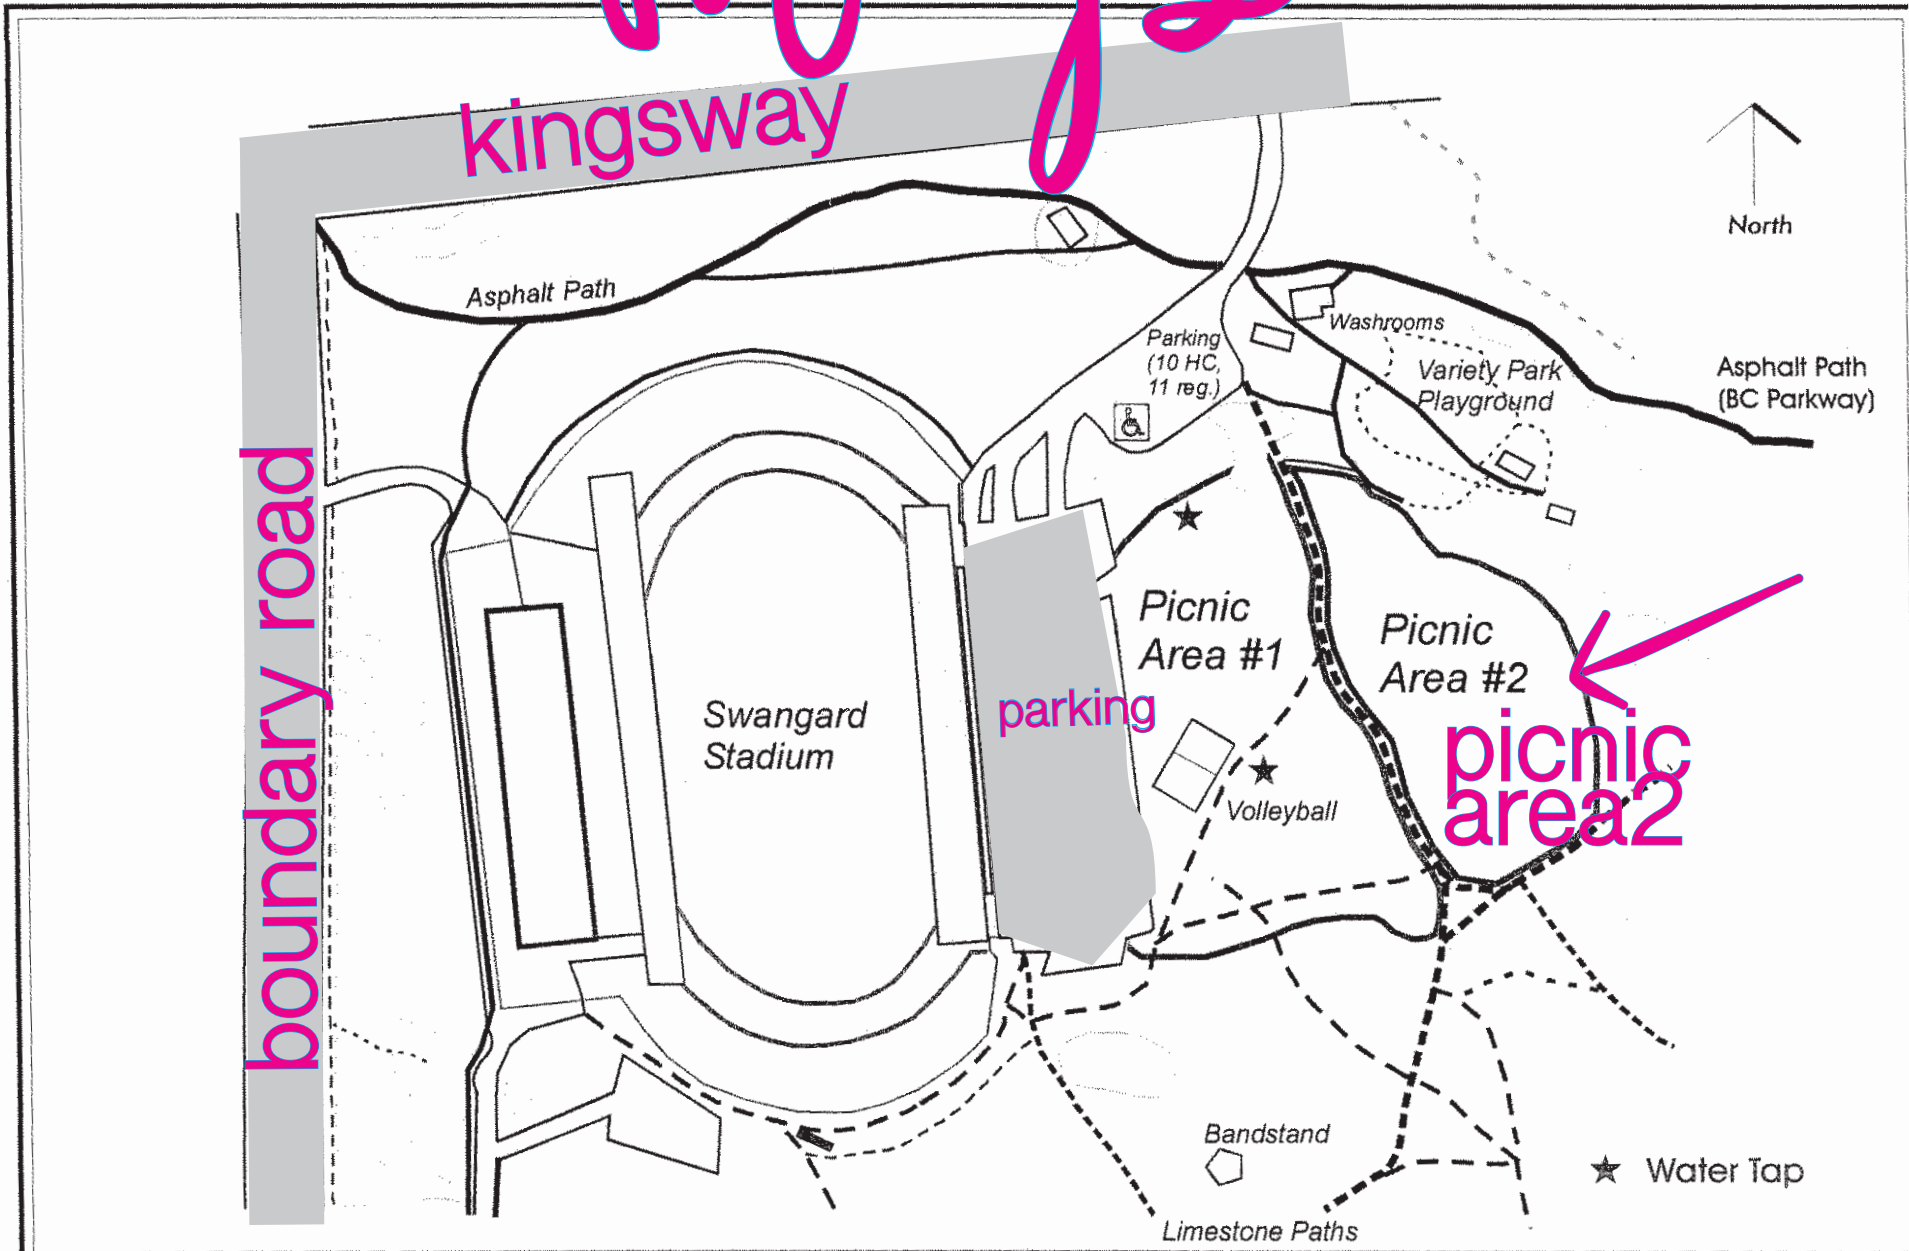 kingsway
North
Asphalt Path
Parking
(10 HC,
11 reg.)
Washrooms
Variety Park
Playground
Asphalt Path
(BC Parkway)
boundary road
Picnic
Area #1
Picnic
Area #2
Swangard
Stadium
parking
picnic
area2
Volleyball
Bandstand
Water Tap
Limestone Paths